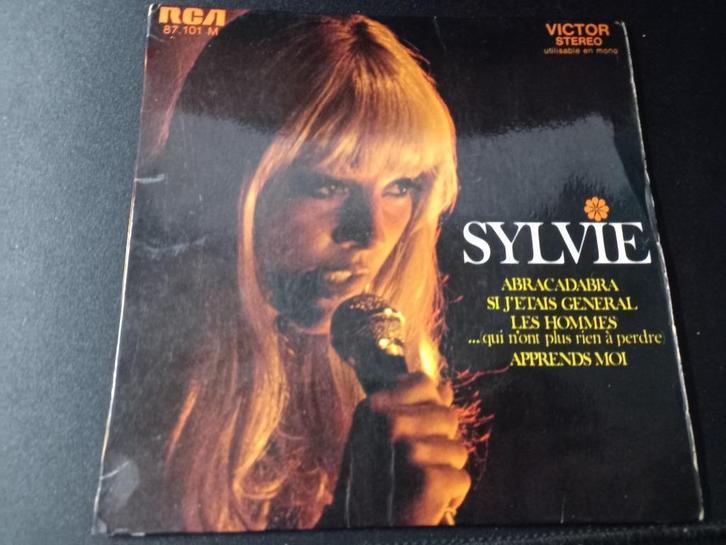 RCA
87.101 M
VICTOR
STEREO
utilisable en mono
SYLVIE
ABRACADABRA
SI J'ETAIS GENERAL
LES HOMMES
...qui n'ont plus rien à perdre
APPRENDS MOI